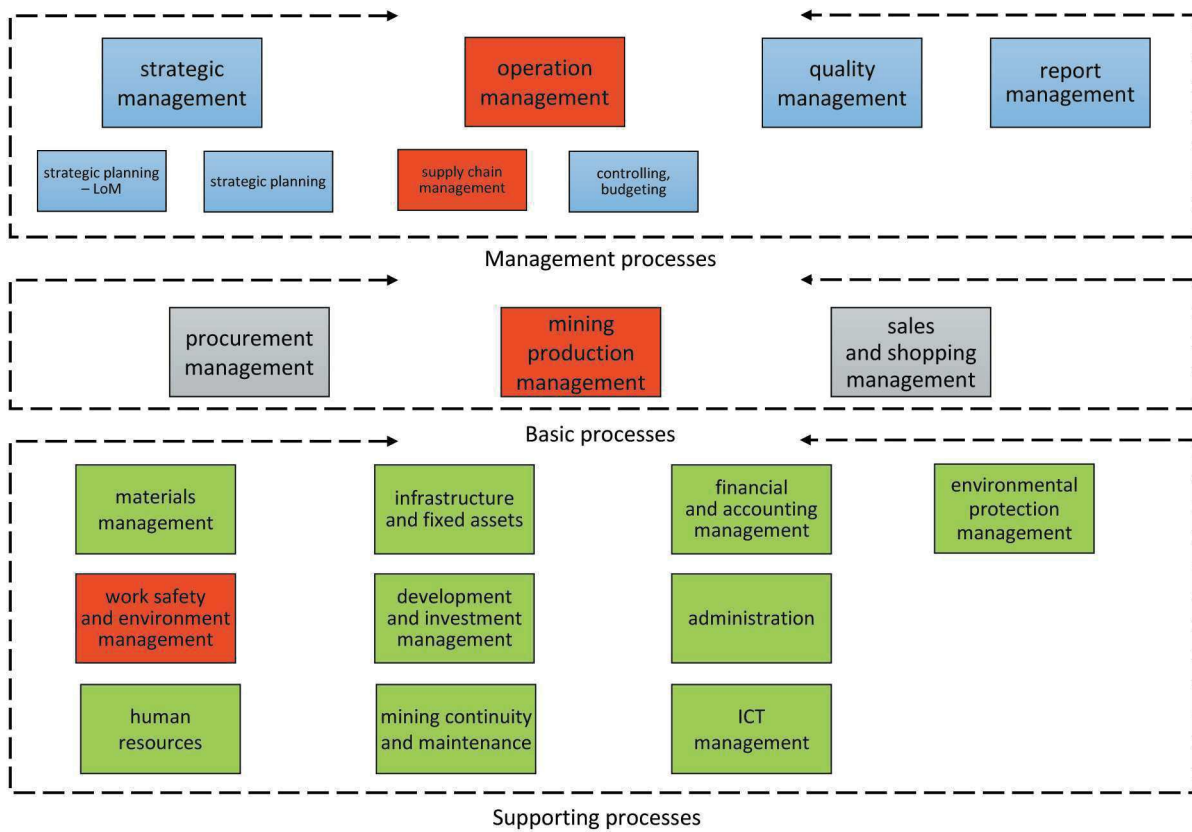 strategic
management
operation
management
quality
management
report
management
strategic planning
– LoM
strategic planning
supply chain
management
controlling,
budgeting
Management processes
procurement
management
mining
production
management
sales
and shopping
management
Basic processes
materials
management
infrastructure
and fixed assets
financial
and accounting
management
environmental
protection
management
work safety
and environment
management
development
and investment
management
administration
human
resources
mining continuity
and maintenance
ICT
management
Supporting processes